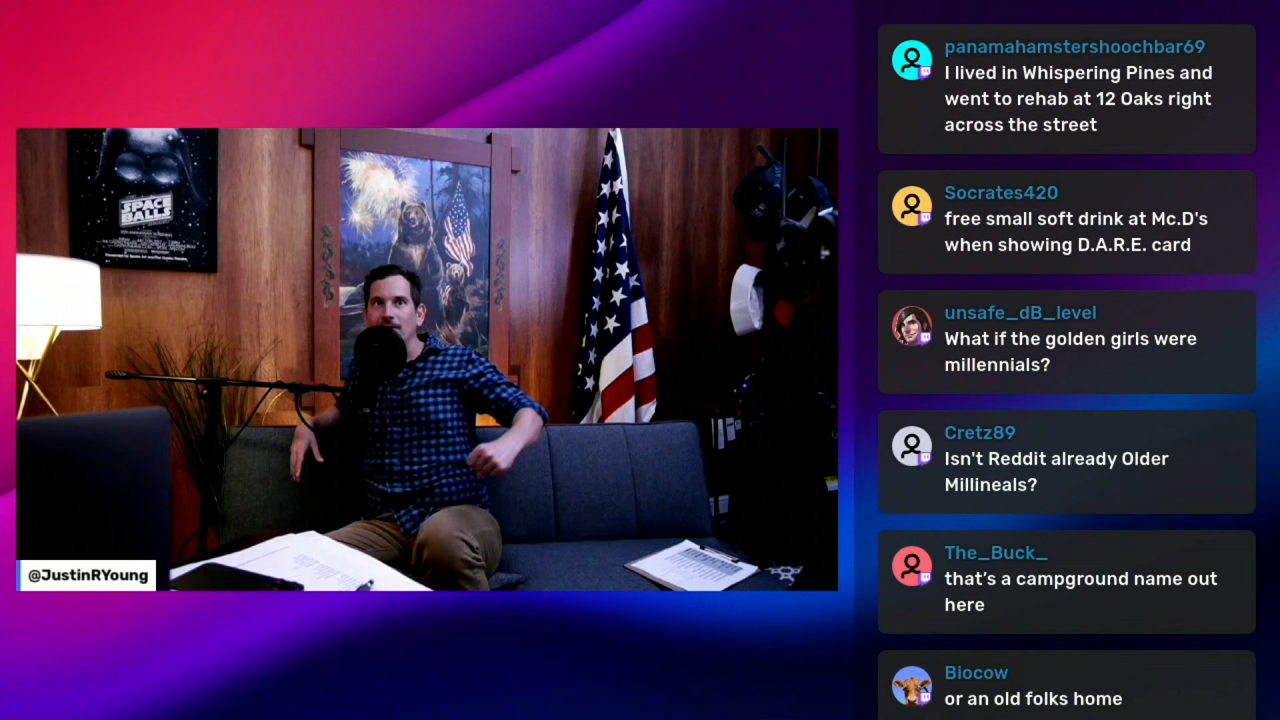 SPACE
BALLS
@JustinRYoung
panamahamstershoochbar69
I lived in Whispering Pines and
went to rehab at 12 Oaks right
across the street
Socrates420
free small soft drink at Mc.D's
when showing D.A.R.E. card
unsafe_dB_level
What if the golden girls were
millennials?
Cretz89
Isn't Reddit already Older
Millineals?
The_Buck_
that’s a campground name out
here
Biocow
or an old folks home